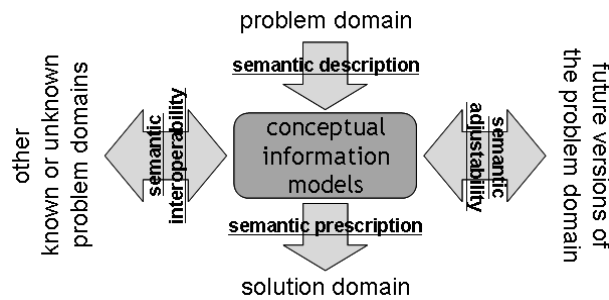 problem domain
semantic description
other
known or unknown
problem domains
semantic
interoperability
conceptual
information
models
semantic
adjustability
future versions of
the problem domain
semantic prescription
solution domain